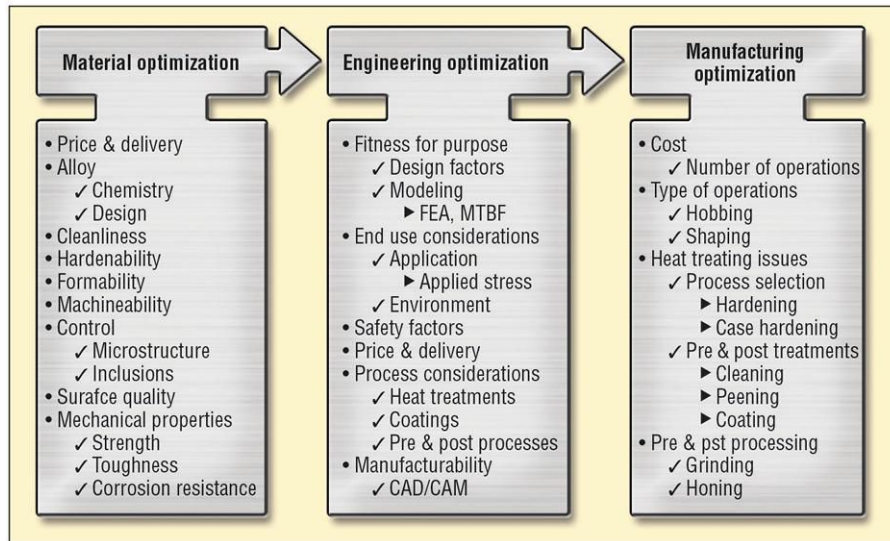 Material optimization
• Price & delivery
• Alloy
✓ Chemistry
✓ Design
• Cleanliness
• Hardenability
• Formability
• Machineability
• Control
✓ Microstructure
✓ Inclusions
• Surafce quality
• Mechanical properties
✓ Strength
✓ Toughness
✓ Corrosion resistance
Engineering optimization
• Fitness for purpose
✓ Design factors
✓ Modeling
▶ FEA, MTBF
• End use considerations
✓ Application
▶ Applied stress
✓ Environment
• Safety factors
• Price & delivery
• Process considerations
✓ Heat treatments
✓ Coatings
✓ Pre & post processes
• Manufacturability
✓ CAD/CAM
Manufacturing
optimization
• Cost
✓ Number of operations
• Type of operations
✓ Hobbing
✓ Shaping
• Heat treating issues
✓ Process selection
▶ Hardening
▶ Case hardening
✓ Pre & post treatments
▶ Cleaning
▶ Peening
▶ Coating
• Pre & pst processing
✓ Grinding
✓ Honing